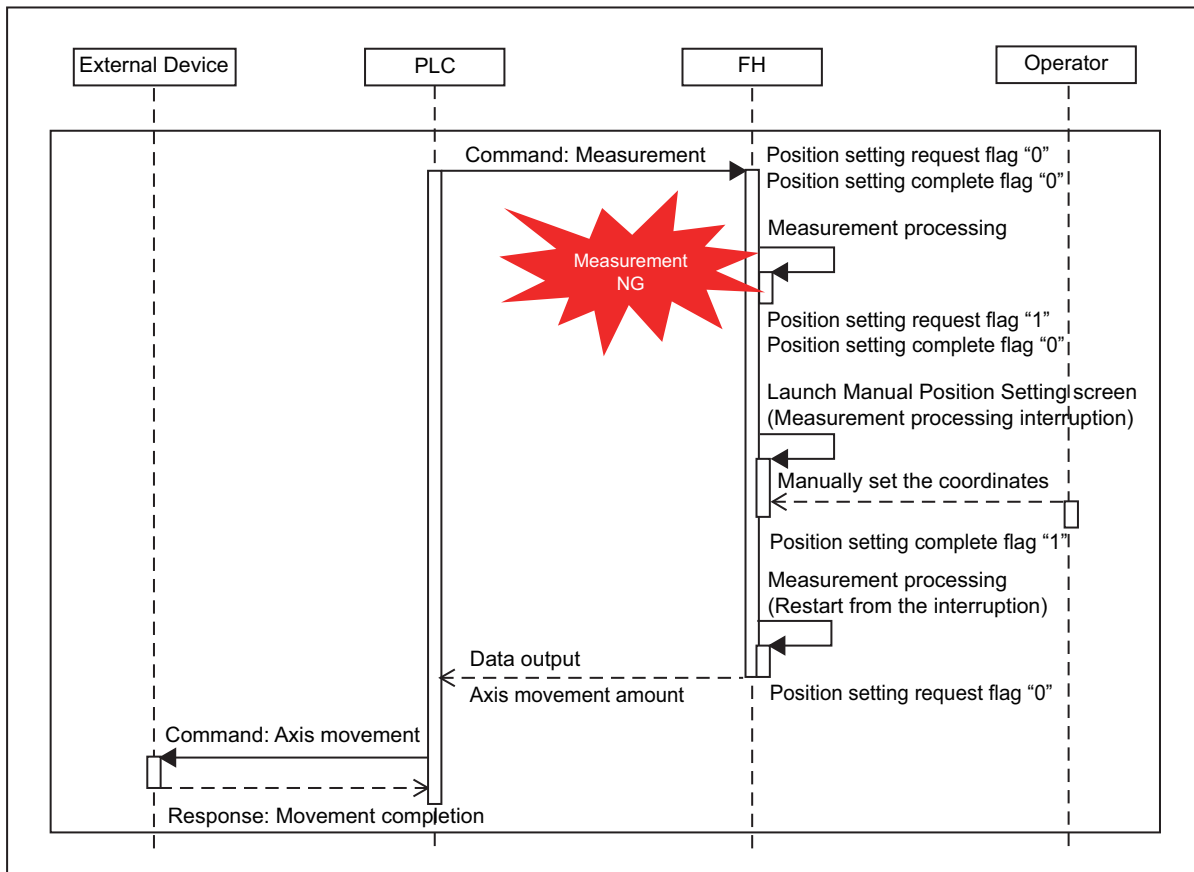 External Device
PLC
FH
Operator
Command: Measurement
Position setting request flag “0”
Position setting complete flag “0”
Measurement processing
Measurement
NG
Position setting request flag “1”
Position setting complete flag “0”
Launch Manual Position Setting screen
(Measurement processing interruption)
Manually set the coordinates
Position setting complete flag “1”
Measurement processing
(Restart from the interruption)
Data output
Axis movement amount
Position setting request flag “0”
Command: Axis movement
Response: Movement completion